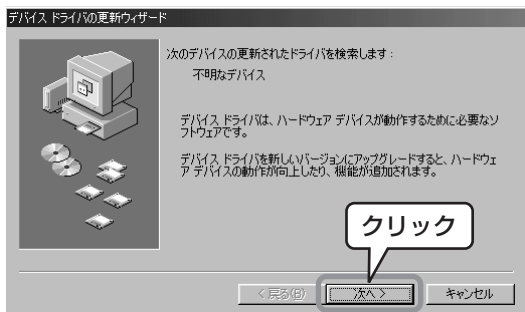 デバイス ドライバの更新ウィザード
次のデバイスの更新されたドライバを検索します:
不明なデバイス
デバイス ドライバは、ハードウェア デバイスが動作するために必要なソ
フトウェアです。
デバイス ドライバを新しいバージョンにアップグレードすると、ハードウェ
ア デバイスの動作が向上したり、機能が追加されます。
クリック
< 戻る(B)
次へ >
キャンセル